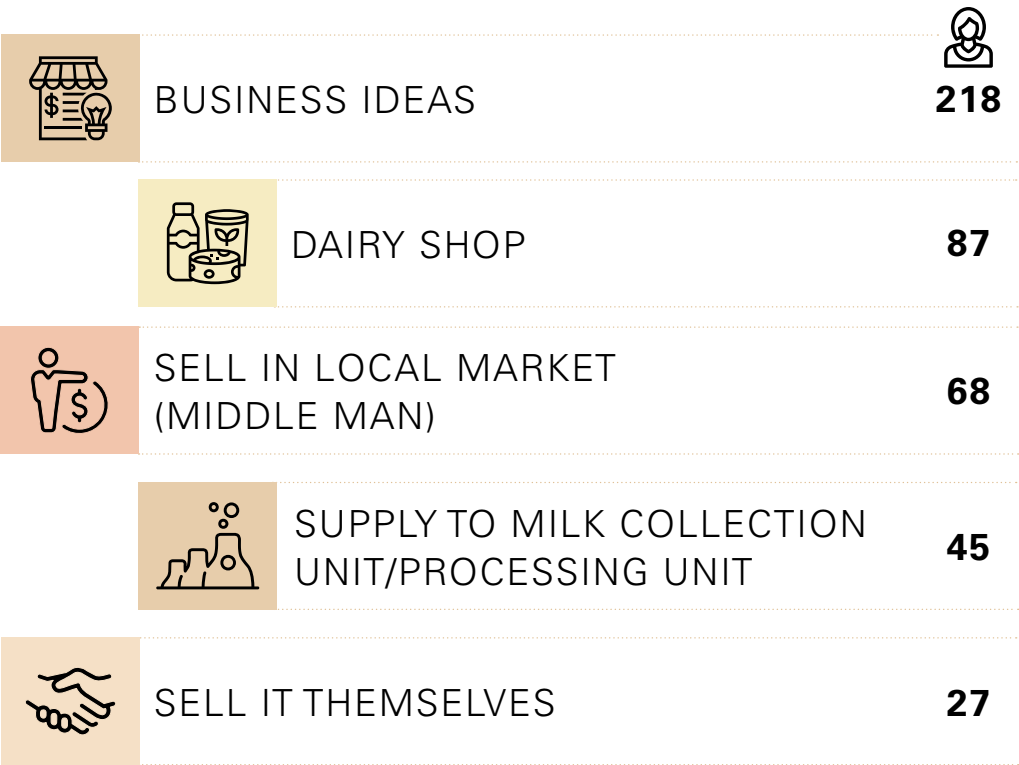 BUSINESS IDEAS 218
DAIRY SHOP 87
SELL IN LOCAL MARKET
(MIDDLE MAN) 68
SUPPLY TO MILK COLLECTION
UNIT/PROCESSING UNIT 45
SELL IT THEMSELVES 27
$
$